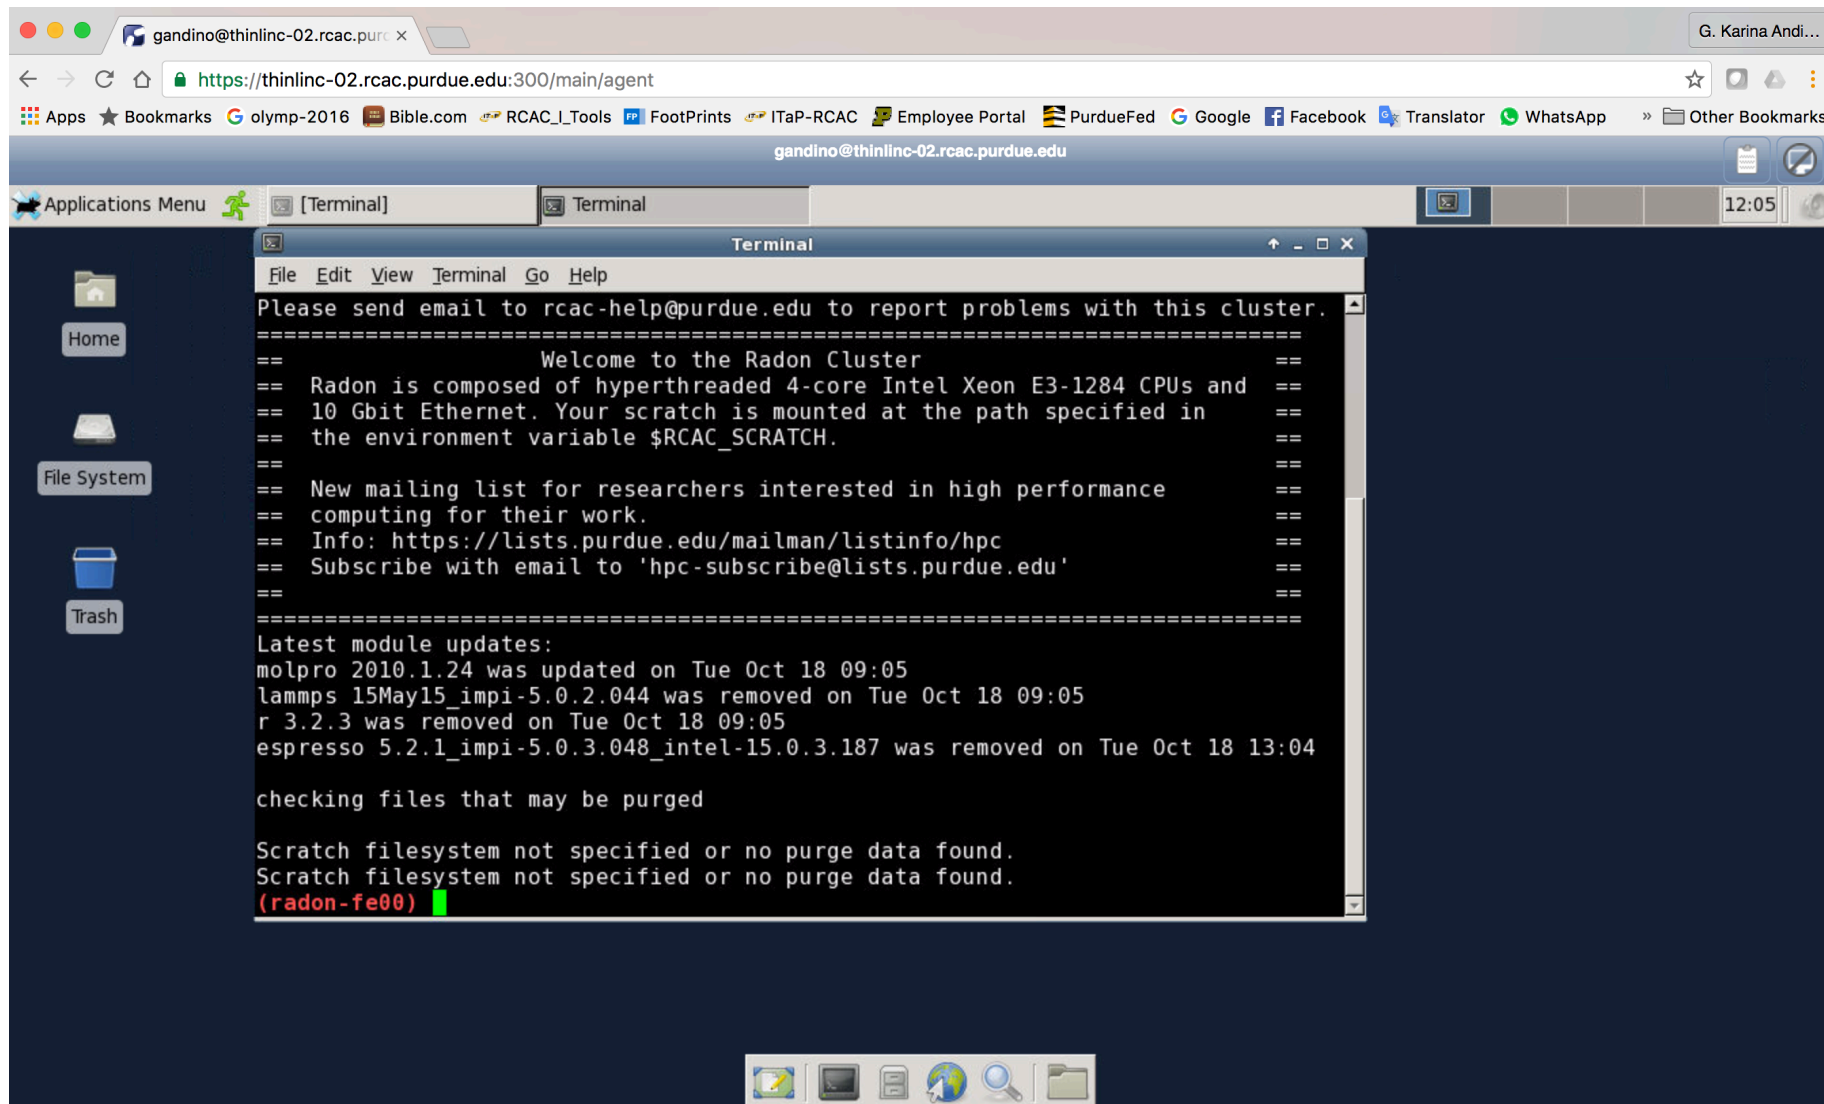 gandino@thinlinc-02.rcac.purc
G. Karina Andi...
https://thinlinc-02.rcac.purdue.edu:300/main/agent
Apps Bookmarks olymp-2016 Bible.com RCAC_I_Tools FootPrints ITaP-RCAC Employee Portal PurdueFed Google Facebook Translator WhatsApp » Other Bookmarks
gandino@thinlinc-02.rcac.purdue.edu
Applications Menu [Terminal] Terminal 12:05
Terminal
File Edit View Terminal Go Help
Home
File System
Trash
Please send email to rcac-help@purdue.edu to report problems with this cluster.
==============================================================================
== Welcome to the Radon Cluster ==
== Radon is composed of hyperthreaded 4-core Intel Xeon E3-1284 CPUs and ==
== 10 Gbit Ethernet. Your scratch is mounted at the path specified in ==
== the environment variable $RCAC_SCRATCH. ==
== ==
== New mailing list for researchers interested in high performance ==
== computing for their work. ==
== Info: https://lists.purdue.edu/mailman/listinfo/hpc ==
== Subscribe with email to 'hpc-subscribe@lists.purdue.edu' ==
== ==
==============================================================================
Latest module updates:
molpro 2010.1.24 was updated on Tue Oct 18 09:05
lammps 15May15_impi-5.0.2.044 was removed on Tue Oct 18 09:05
r 3.2.3 was removed on Tue Oct 18 09:05
espresso 5.2.1_impi-5.0.3.048_intel-15.0.3.187 was removed on Tue Oct 18 13:04
checking files that may be purged
Scratch filesystem not specified or no purge data found.
Scratch filesystem not specified or no purge data found.
(radon-fe00)